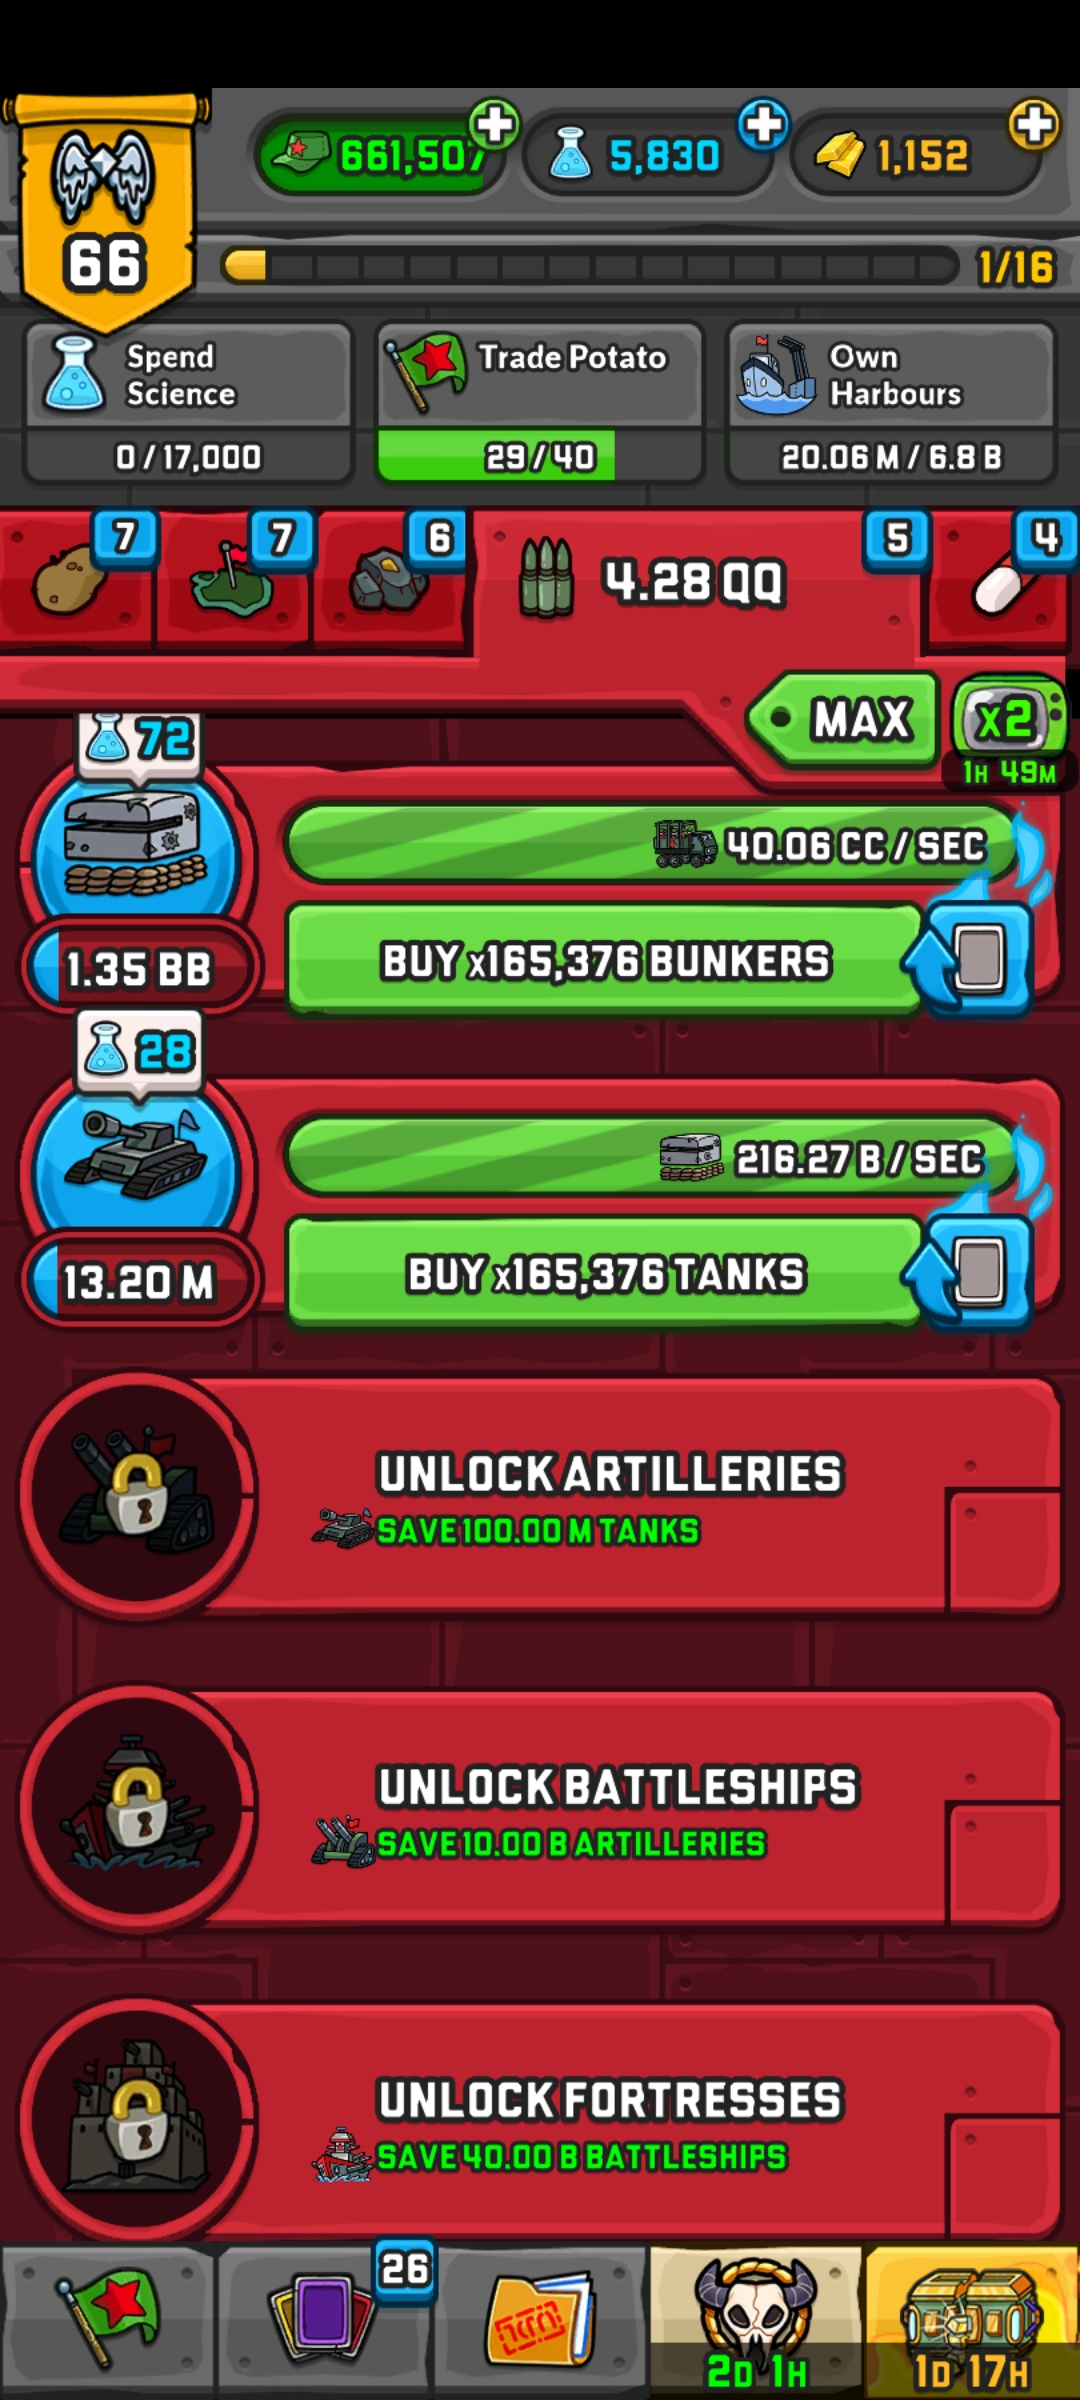 661,507
5,830
1,152
66
1/16
Spend
Science
0 / 17,000
Trade Potato
29 / 40
Own
Harbours
20.06 M / 6.8 B
7
7
6
4.28 QQ
5
4
MAX
X2
1H 49M
72
40.06 CC / SEC
1.35 BB
BUY x165,376 BUNKERS
28
216.27 B / SEC
13.20 M
BUY x165,376 TANKS
UNLOCK ARTILLERIES
SAVE 100.00 M TANKS
UNLOCK BATTLESHIPS
SAVE 10.00 B ARTILLERIES
UNLOCK FORTRESSES
SAVE 40.00 B BATTLESHIPS
26
2D 1H
1D 17H